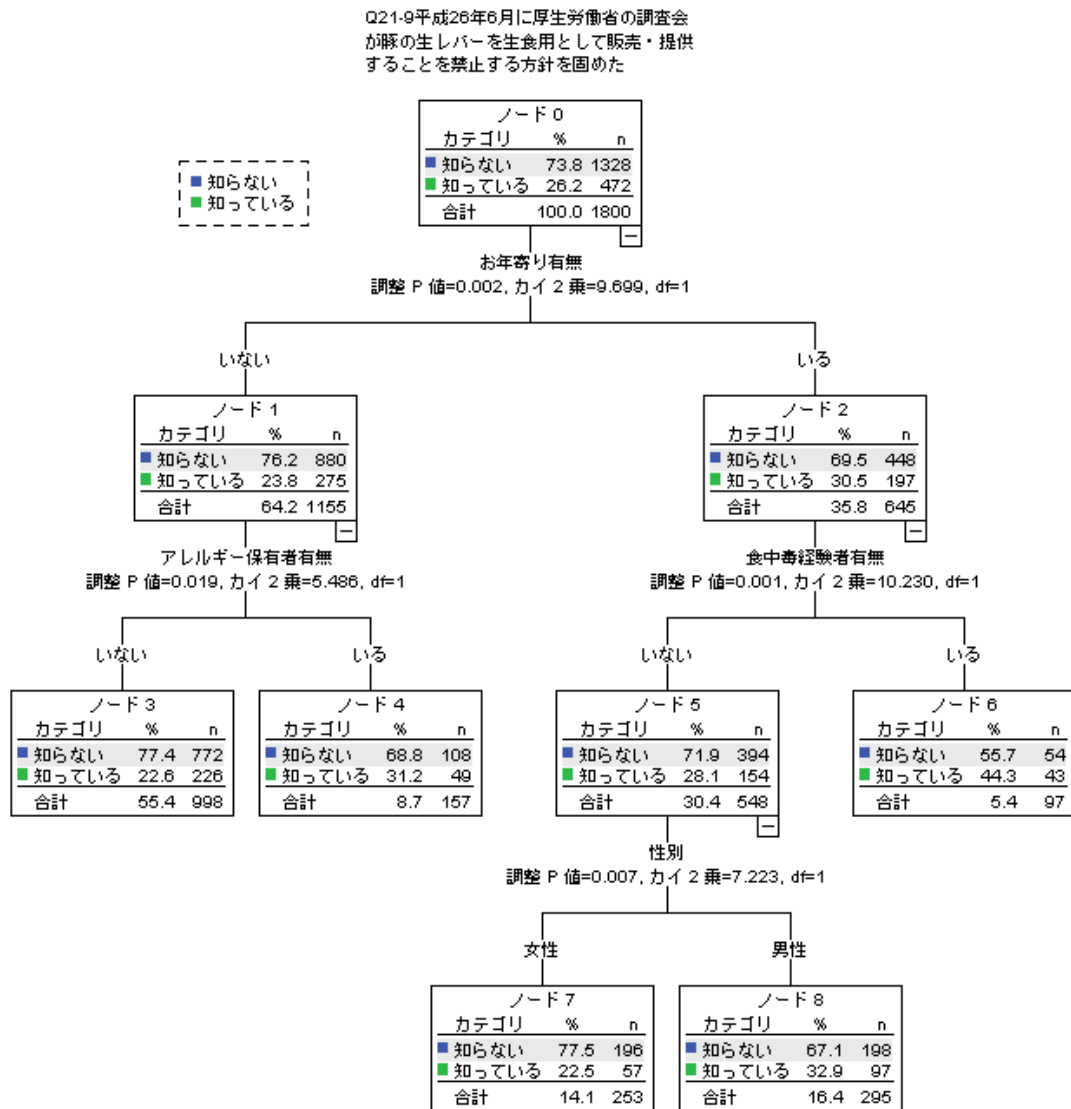 Q21-9平成26年6月に厚生労働省の調査会
が豚の生レバーを生食用として販売・提供
することを禁止する方針を固めた
ノード 0
カテゴリ % n
知らない 73.8 1328
知っている 26.2 472
合計 100.0 1800
知らない
知っている
お年寄り有無
調整 P 値=0.002, カイ 2 乗=9.699, df=1
いない
いる
ノード 1
カテゴリ % n
知らない 76.2 880
知っている 23.8 275
合計 64.2 1155
ノード 2
カテゴリ % n
知らない 69.5 448
知っている 30.5 197
合計 35.8 645
アレルギー保有者有無
調整 P 値=0.019, カイ 2 乗=5.486, df=1
食中毒経験者有無
調整 P 値=0.001, カイ 2 乗=10.230, df=1
いない
いる
いない
いる
ノード 3
カテゴリ % n
知らない 77.4 772
知っている 22.6 226
合計 55.4 998
ノード 4
カテゴリ % n
知らない 68.8 108
知っている 31.2 49
合計 8.7 157
ノード 5
カテゴリ % n
知らない 71.9 394
知っている 28.1 154
合計 30.4 548
ノード 6
カテゴリ % n
知らない 55.7 54
知っている 44.3 43
合計 5.4 97
性別
調整 P 値=0.007, カイ 2 乗=7.223, df=1
女性
男性
ノード 7
カテゴリ % n
知らない 77.5 196
知っている 22.5 57
合計 14.1 253
ノード 8
カテゴリ % n
知らない 67.1 198
知っている 32.9 97
合計 16.4 295